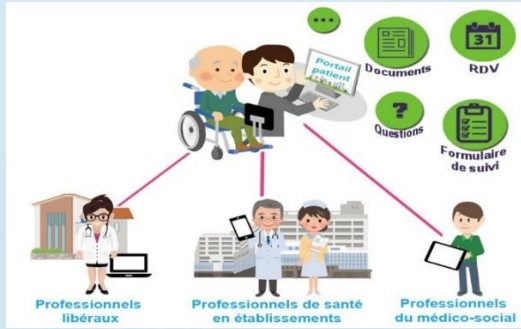 ...
Portail
patient
Documents
31
RDV
?
Questions
Formulaire
de suivi
Professionnels
libéraux
Professionnels de santé
en établissements
Professionnels
du médico-social